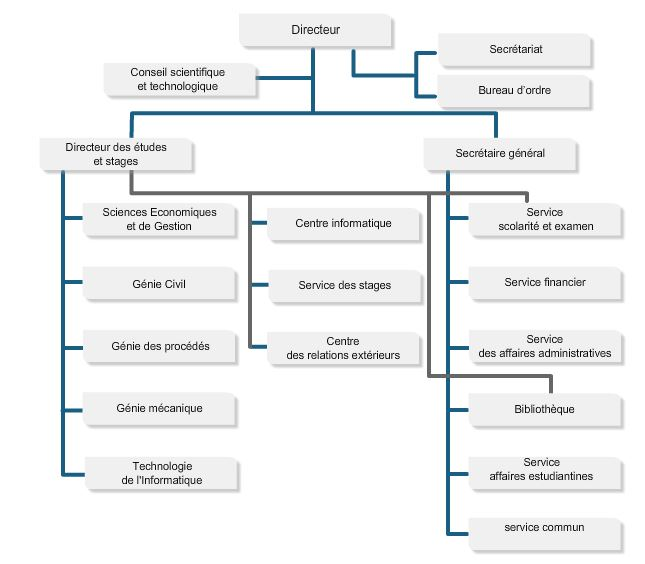 Directeur
Secrétariat
Conseil scientifique
et technologique
Bureau d'ordre
Directeur des études
et stages
Secrétaire général
Sciences Economiques
et de Gestion
Centre informatique
Service
scolarité et examen
Génie Civil
Service des stages
Service financier
Génie des procédés
Centre
des relations extérieurs
Service
des affaires administratives
Génie mécanique
Bibliothèque
Technologie
de l'Informatique
Service
affaires estudiantines
service commun